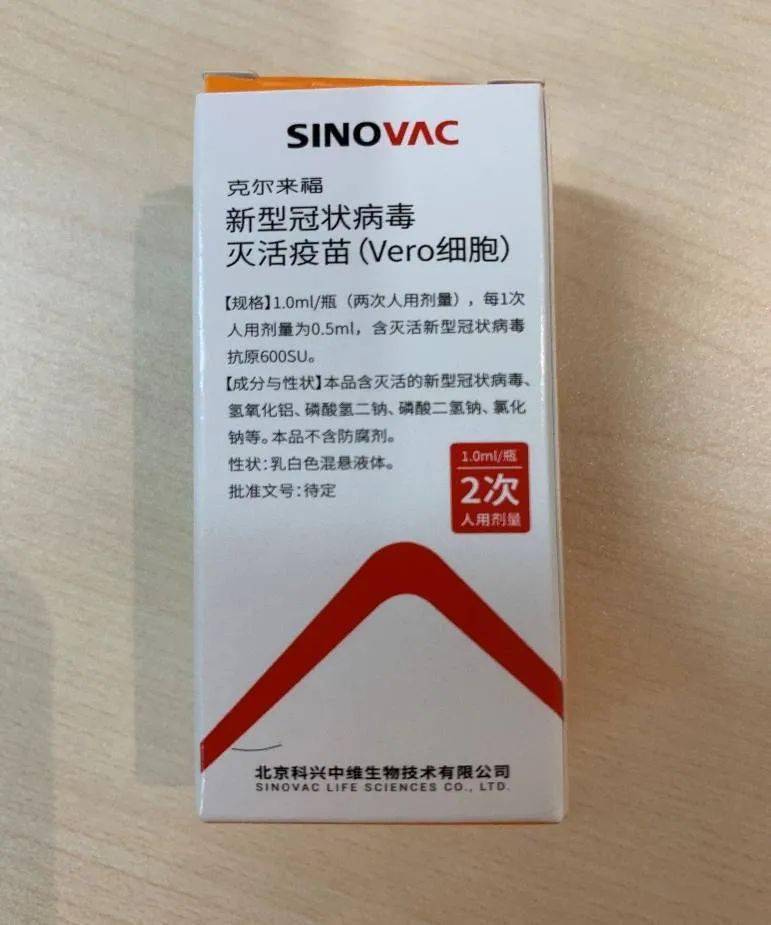 SINOVAC
克尔来福
新型冠状病毒
灭活疫苗(Vero细胞)
【规格】1.0ml/瓶（两次人用剂量），每1次
人用剂量为0.5ml，含灭活新型冠状病毒
抗原600SU。
【成分与性状】本品含灭活的新型冠状病毒、
氢氧化铝、磷酸氢二钠、磷酸二氢钠、氯化
钠等。本品不含防腐剂。
性状：乳白色混悬液体。
批准文号：待定
1.0ml/瓶
2次
人用剂量
北京科兴中维生物技术有限公司
SINOVAC LIFE SCIENCES CO., LTD.